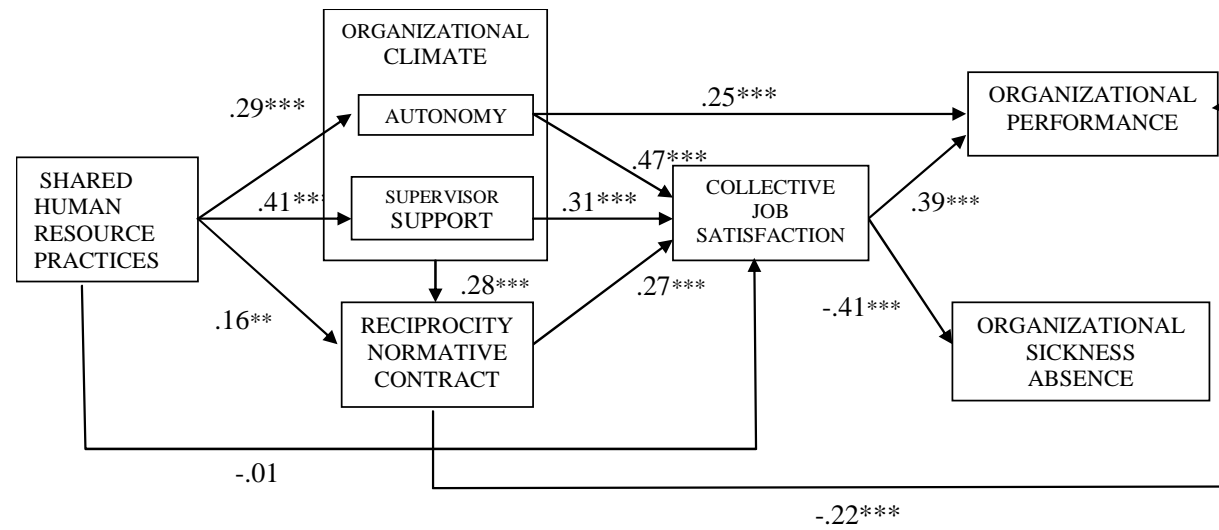 ORGANIZATIONAL
CLIMATE
AUTONOMY
SUPERVISOR
SUPPORT
SHARED
HUMAN
RESOURCE
PRACTICES
RECIPROCITY
NORMATIVE
CONTRACT
COLLECTIVE
JOB
SATISFACTION
ORGANIZATIONAL
PERFORMANCE
ORGANIZATIONAL
SICKNESS
ABSENCE
.29***
.41***
.16**
.28***
.25***
.47***
.31***
.27***
.39***
-.41***
-.01
-.22***